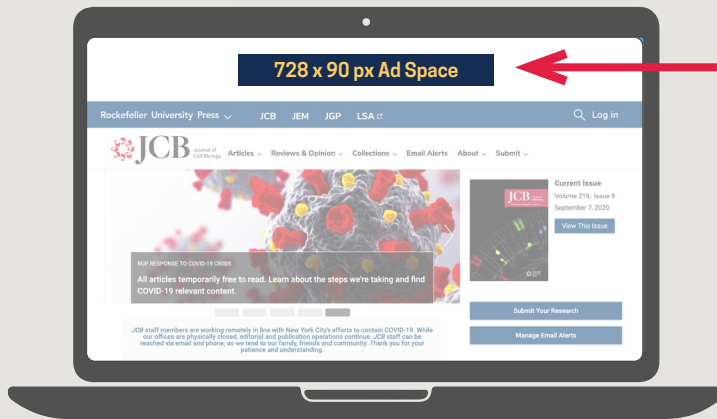 728 x 90 px Ad Space
Rockefeller University Press JCB JEM JGP LSA Log in
JCB Journal of
Cell Biology
Articles Reviews & Opinion Collections Email Alerts About Submit
Current Issue
Volume 219, Issue 9
September 7, 2020
View This Issue
JCB
RUP RESPONSE TO COVID-19 CRISIS
All articles temporarily free to read. Learn about the steps we're taking and find
COVID-19 relevant content.
Submit Your Research
Manage Email Alerts
JCB staff members are working remotely in line with New York City's efforts to contain COVID-19. While
our offices are physically closed, editorial and publication operations continue. JCB staff can be
reached via email and phone, as we tend to our family, friends and community. Thank you for your
patience and understanding.